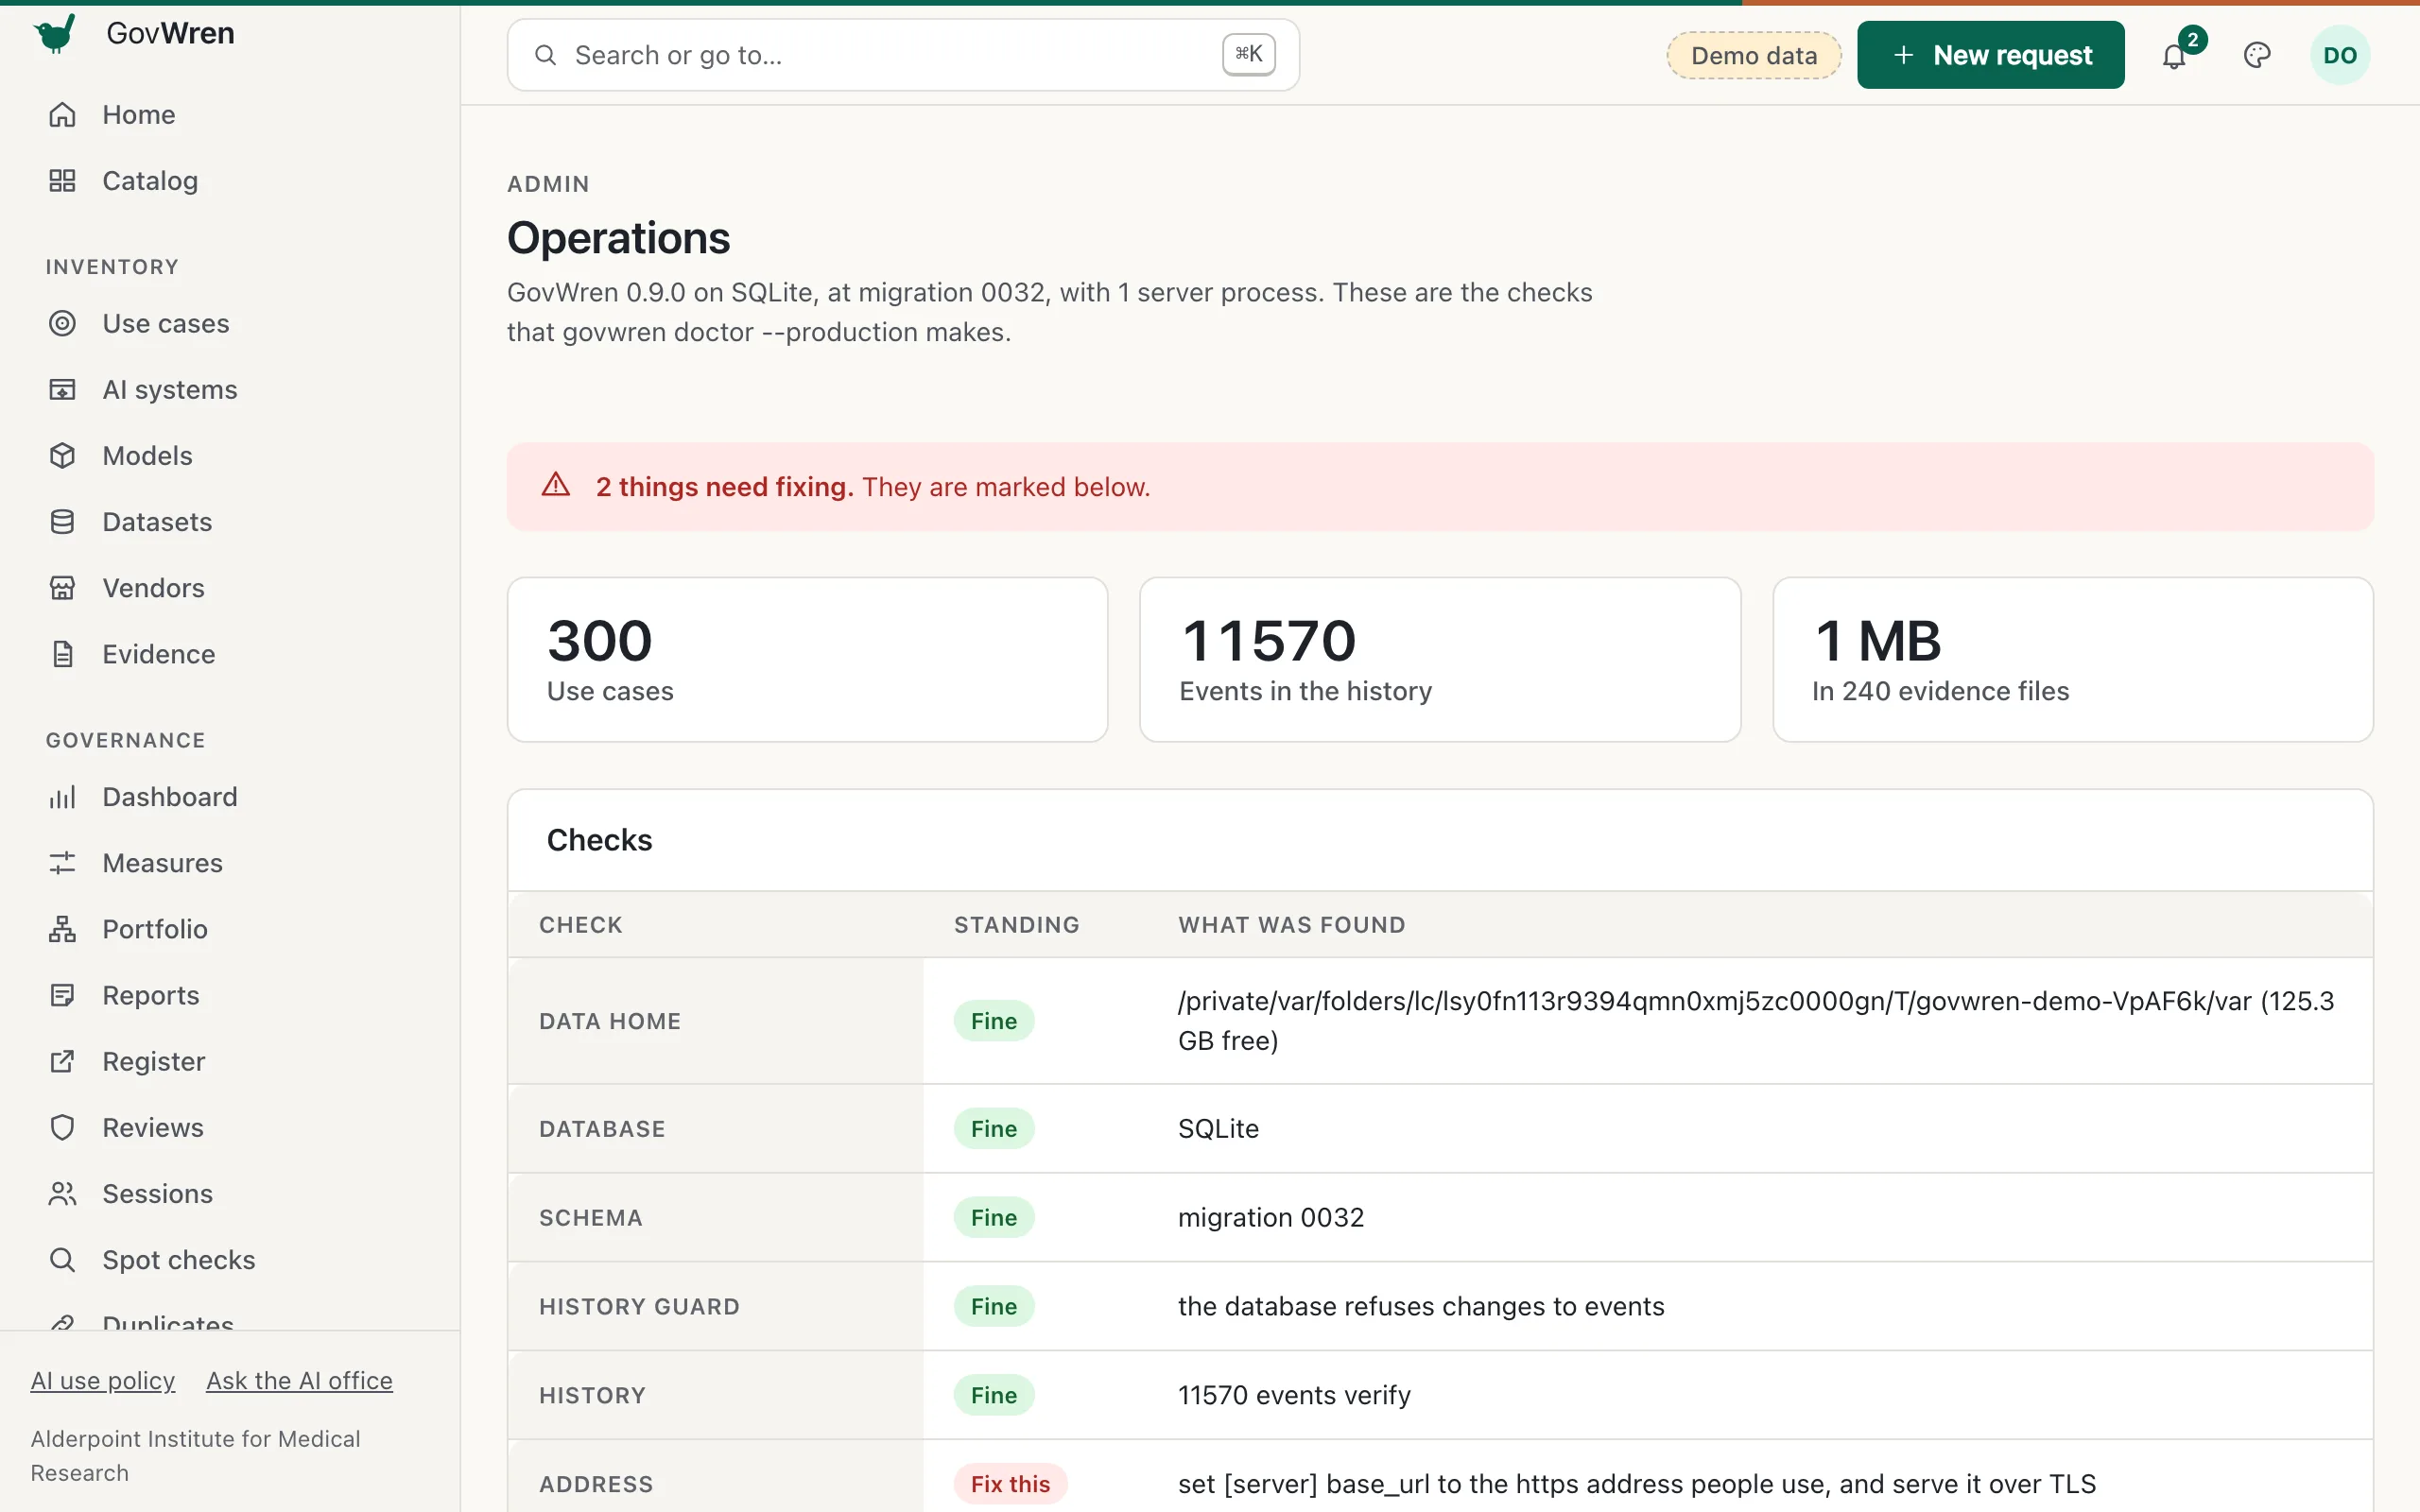 GovWren
Search or go to...
⌘K
Demo data
+ New request
2
DO
Home
Catalog
INVENTORY
Use cases
AI systems
Models
Datasets
Vendors
Evidence
GOVERNANCE
Dashboard
Measures
Portfolio
Reports
Register
Reviews
Sessions
Spot checks
Duplicates
AI use policy
Ask the AI office
Alderpoint Institute for Medical
Research
ADMIN
Operations
GovWren 0.9.0 on SQLite, at migration 0032, with 1 server process. These are the checks
that govwren doctor --production makes.
2 things need fixing. They are marked below.
300
Use cases
11570
Events in the history
1 MB
In 240 evidence files
Checks
CHECK STANDING WHAT WAS FOUND
DATA HOME Fine /private/var/folders/lc/lsy0fn113r9394qmn0xmj5zc0000gn/T/govwren-demo-VpAF6k/var (125.3
GB free)
DATABASE Fine SQLite
SCHEMA Fine migration 0032
HISTORY GUARD Fine the database refuses changes to events
HISTORY Fine 11570 events verify
ADDRESS Fix this set [server] base_url to the https address people use, and serve it over TLS